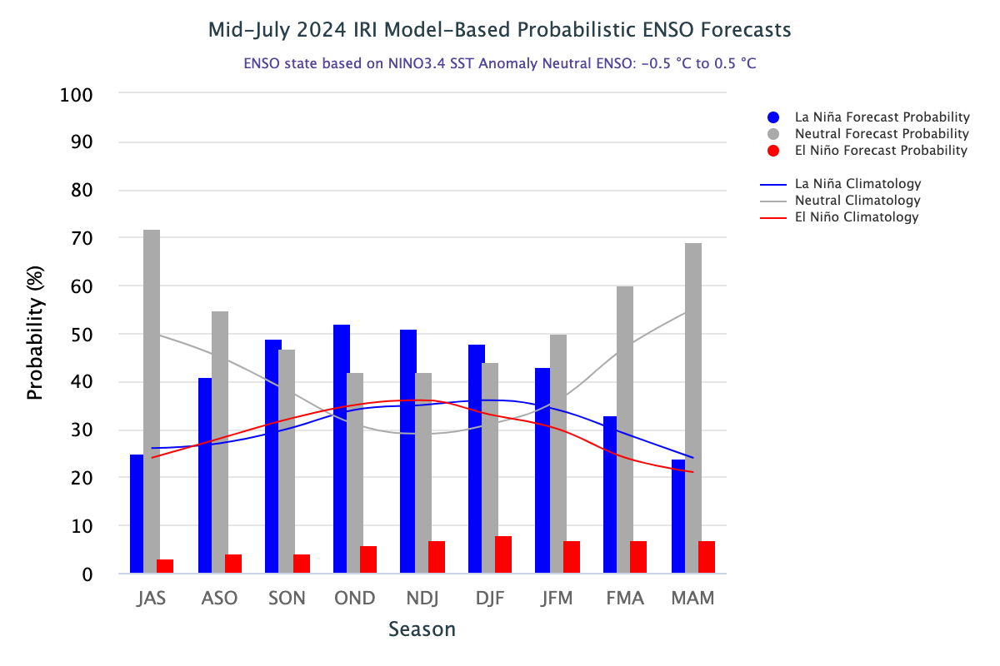 Mid-July 2024 IRI Model-Based Probabilistic ENSO Forecasts
ENSO state based on NINO3.4 SST Anomaly Neutral ENSO: -0.5 °C to 0.5 °C
Probability (%)
100
90
80
70
60
50
40
30
20
10
0
JAS ASO SON OND NDJ DJF JFM FMA MAM
Season
La Niña Forecast Probability
Neutral Forecast Probability
El Niño Forecast Probability
La Niña Climatology
Neutral Climatology
El Niño Climatology